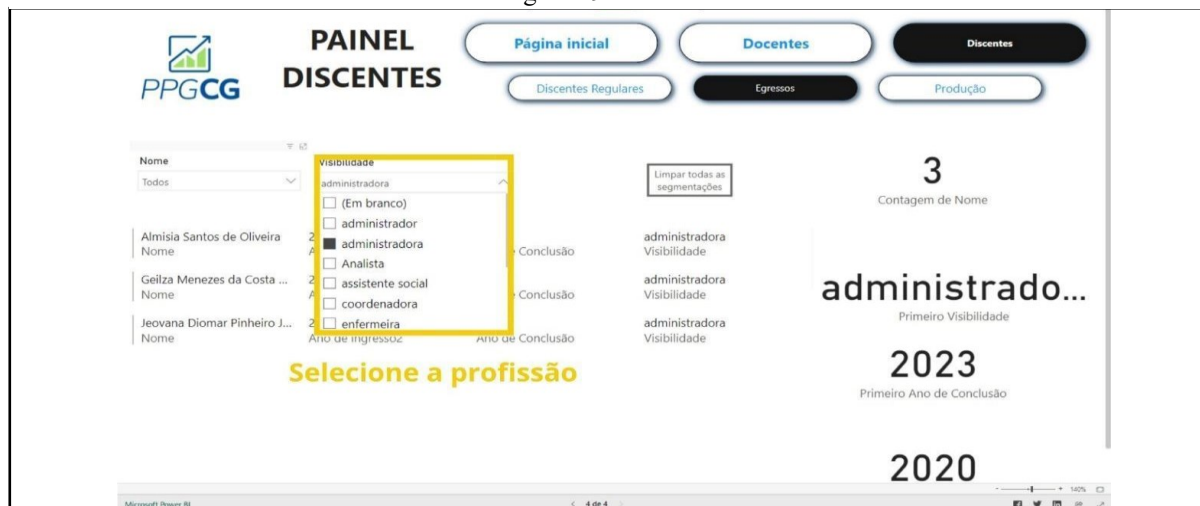 PAINEL
DISCENTES
PPGCG
Página inicial
Docentes
Discentes
Discentes Regulares
Egressos
Produção
Nome
Todos
Visibilidade
administradora
(Em branco)
administrador
administradora
Analista
assistente social
coordenadora
enfermeira
Limpar todas as
segmentações
3
Contagem de Nome
Almisia Santos de Oliveira
Nome
Conclusão
administradora
Visibilidade
Geilza Menezes da Costa ...
Nome
Conclusão
administradora
Visibilidade
Jeovana Diomar Pinheiro J...
Nome
Ano de Ingresso2
Ano de Conclusão
administradora
Visibilidade
administrado...
Primeiro Visibilidade
2023
Primeiro Ano de Conclusão
2020
Selecione a profissão
Microsoft Power BI
4 de 4
140%